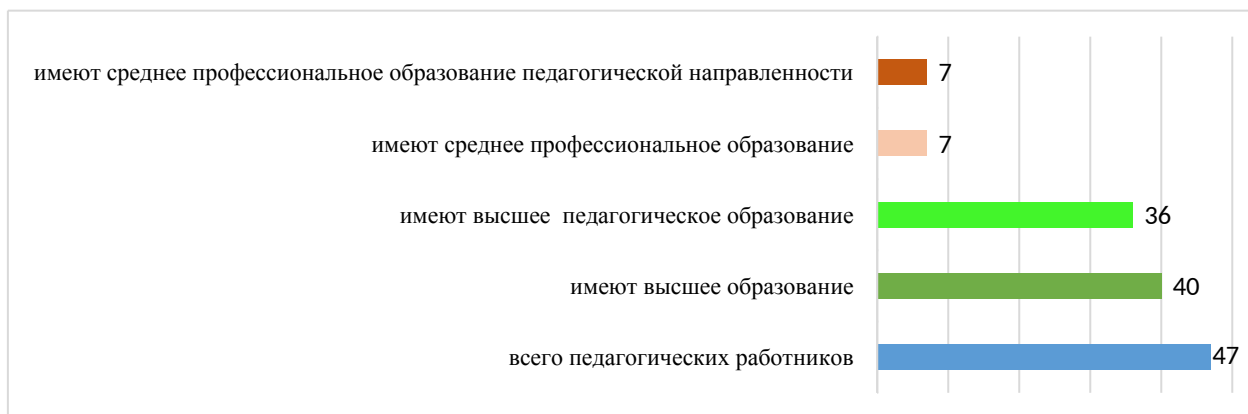 имеют среднее профессиональное образование педагогической направленности 7
имеют среднее профессиональное образование 7
имеют высшее  педагогическое образование 36
имеют высшее образование 40
всего педагогических работников 47